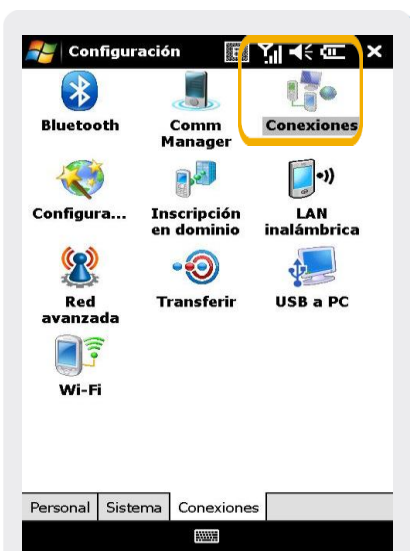 Configuración
Bluetooth
Comm
Manager
Conexiones
Configura...
Inscripción
en dominio
LAN
inalámbrica
Red
avanzada
Transferir
USB a PC
Wi-Fi
Personal Sistema Conexiones